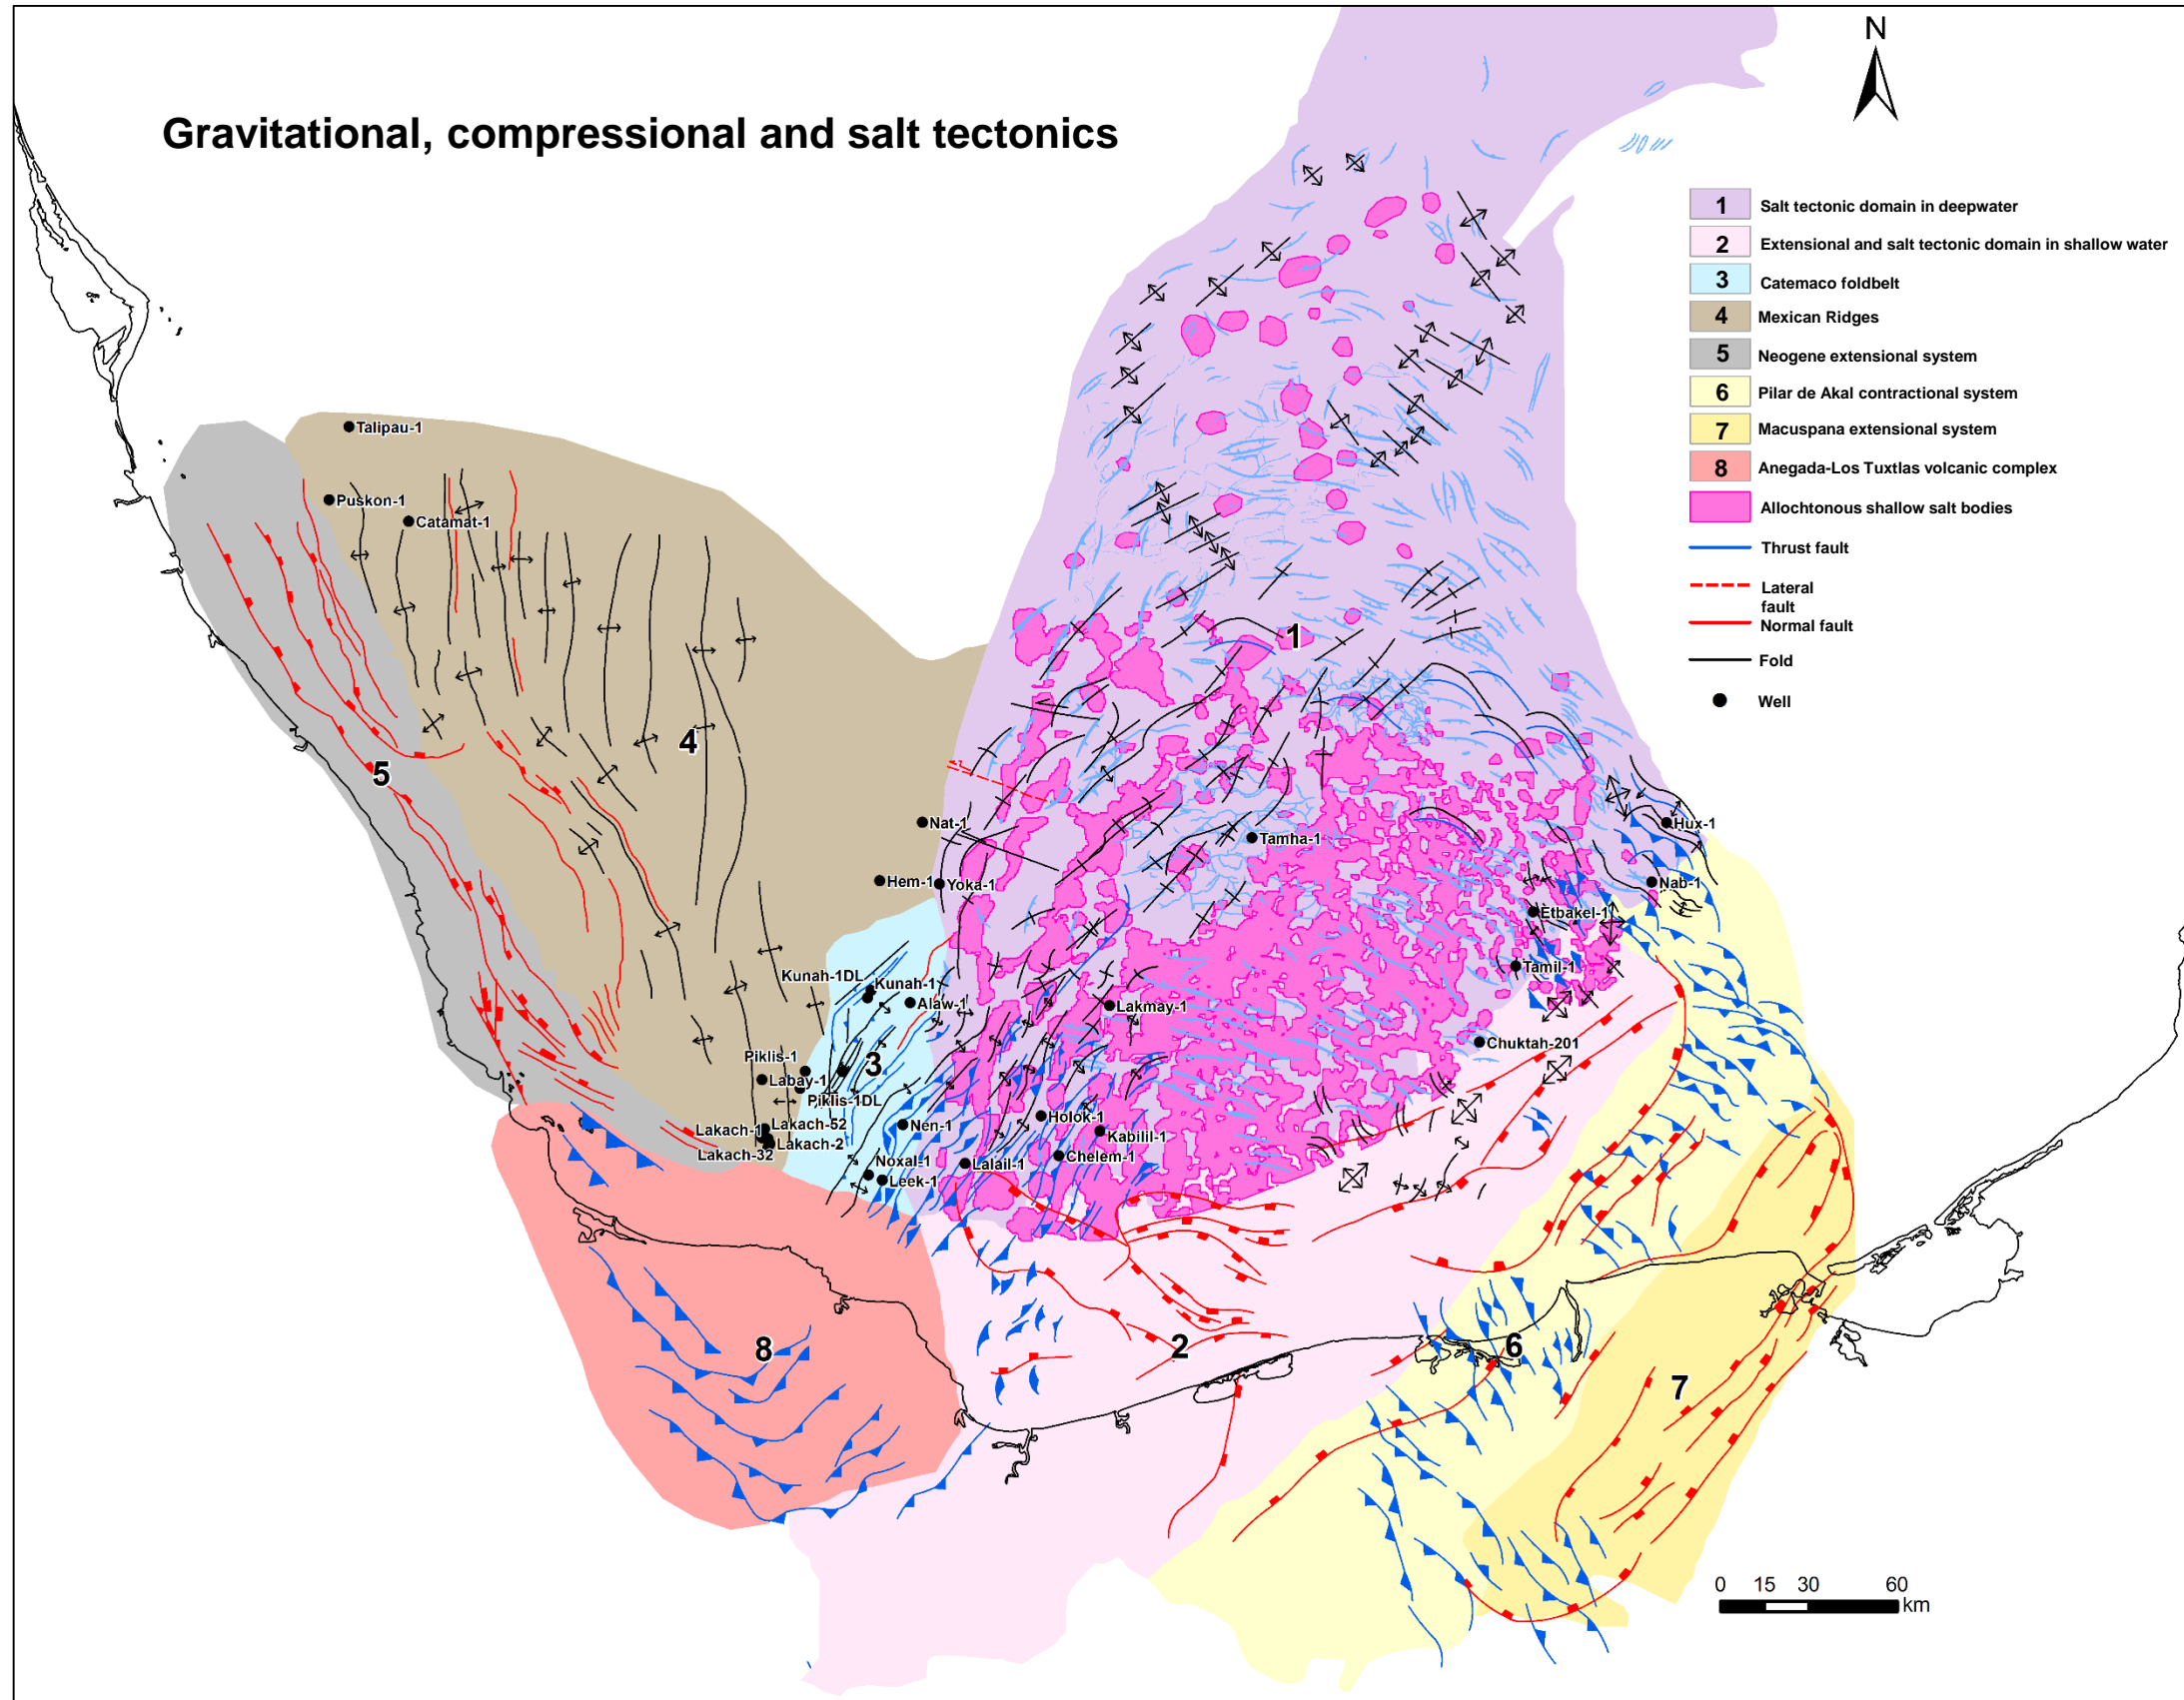 N
Gravitational, compressional and salt tectonics
1 Salt tectonic domain in deepwater
2 Extensional and salt tectonic domain in shallow water
3 Catemaco foldbelt
4 Mexican Ridges
5 Neogene extensional system
6 Pilar de Akal contractional system
7 Macuspana extensional system
8 Anegada-Los Tuxtlas volcanic complex
Allochtonous shallow salt bodies
Thrust fault
Lateral
fault
Normal fault
Fold
Well
Talipau-1
Puskon-1
Catamat-1
1
4
5
Nat-1
Hux-1
Tamha-1
Hem-1
Yoka-1
Nab-1
Etbakel-1
Tamil-1
Kunah-1DL
Kunah-1
Alaw-1
Lakmay-1
Chuktah-201
Piklis-1
3
Labay-1
Piklis-1DL
Holok-1
Lakach-1
Lakach-52
Nen-1
Kabilil-1
Lakach-2
Lakach-32
Noxal-1
Lalail-1
Chelem-1
Leek-1
8
2
6
7
0 15 30 60
km